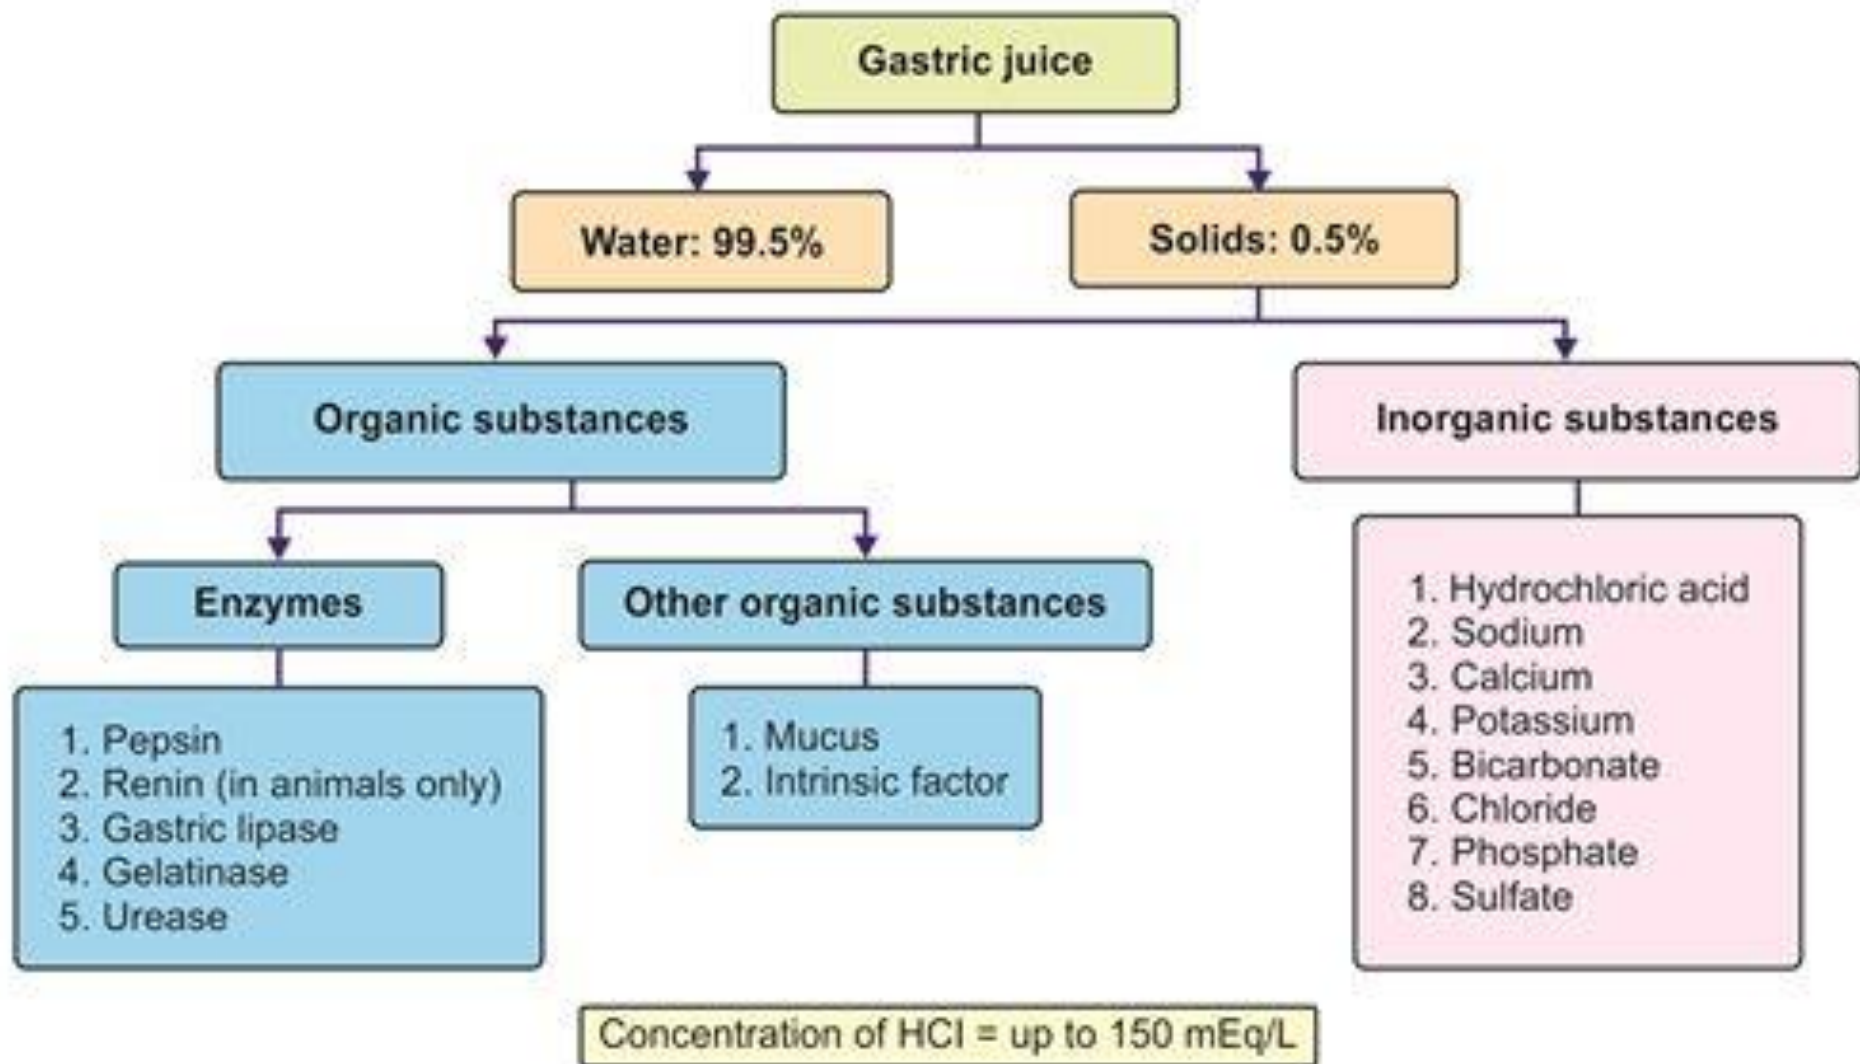 Gastric juice
Water: 99.5%
Solids: 0.5%
Organic substances
Inorganic substances
Enzymes
Other organic substances
1. Pepsin
2. Renin (in animals only)
3. Gastric lipase
4. Gelatinase
5. Urease
1. Mucus
2. Intrinsic factor
1. Hydrochloric acid
2. Sodium
3. Calcium
4. Potassium
5. Bicarbonate
6. Chloride
7. Phosphate
8. Sulfate
Concentration of HCl = up to 150 mEq/L